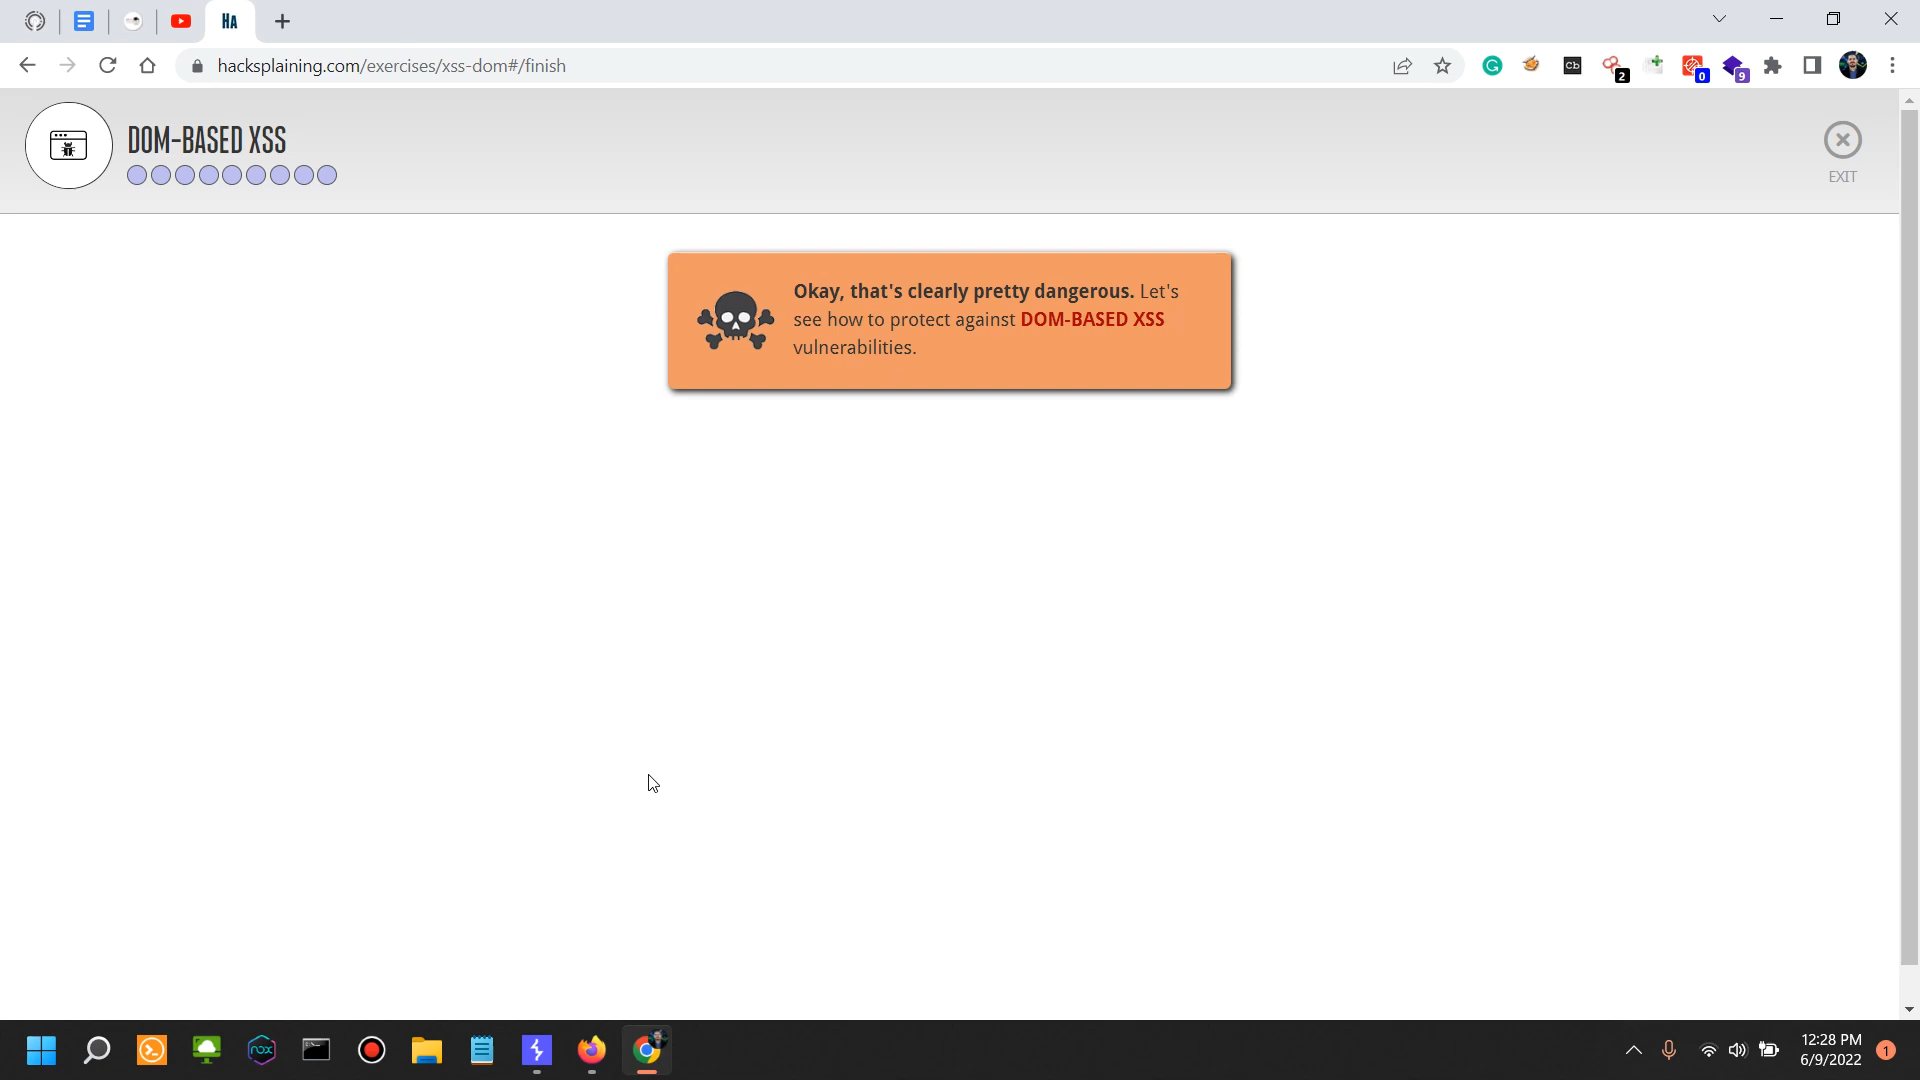 Ha
hacksplaining.com/exercises/xss-dom#/finish
Cb
2
0
9
DOM-BASED XSS
EXIT
Okay, that's clearly pretty dangerous. Let's
see how to protect against DOM-BASED XSS
vulnerabilities.
nox
12:28 PM
6/9/2022
1